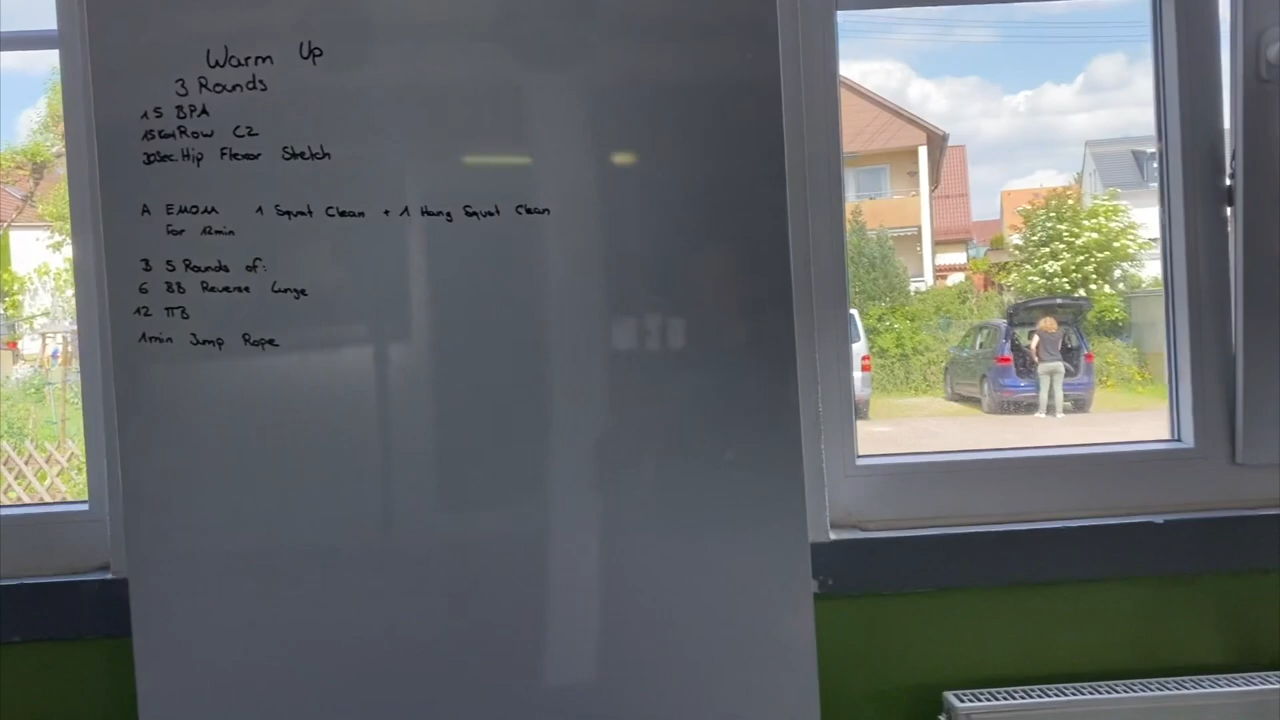 Warm Up
3 Rounds
15 BPA
15 Row C2
30sec. Hip Flexor Stretch
A EMOM 1 Squat Clean + 1 Hang Squat Clean
For 12min
B 5 Rounds of:
6 BB Reverse Lunge
12 TTB
1min Jump Rope